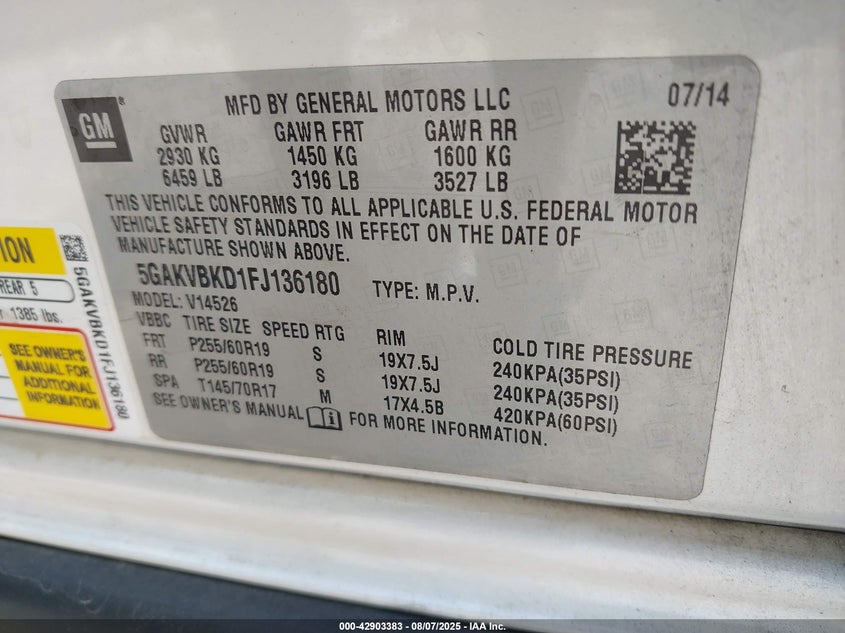 GM
®
MFD BY GENERAL MOTORS LLC 07/14
GVWR GAWR FRT GAWR RR
2930 KG 1450 KG 1600 KG
6459 LB 3196 LB 3527 LB
THIS VEHICLE CONFORMS TO ALL APPLICABLE U.S. FEDERAL MOTOR
VEHICLE SAFETY STANDARDS IN EFFECT ON THE DATE OF
MANUFACTURE SHOWN ABOVE.
5GAKVBKD1FJ136180 TYPE: M.P.V.
MODEL: V14526
VBBC TIRE SIZE SPEED RTG RIM COLD TIRE PRESSURE
FRT P255/60R19 S 19X7.5J 240KPA(35PSI)
RR P255/60R19 S 19X7.5J 240KPA(35PSI)
SPA T145/70R17 M 17X4.5B 420KPA(60PSI)
SEE OWNER'S MANUAL FOR MORE INFORMATION.
REAR 5
1385 lbs.
SEE OWNER'S
MANUAL FOR
ADDITIONAL
INFORMATION
5GAKVBKD1FJ136180
000-42903383 - 08/07/2025 - IAA Inc.